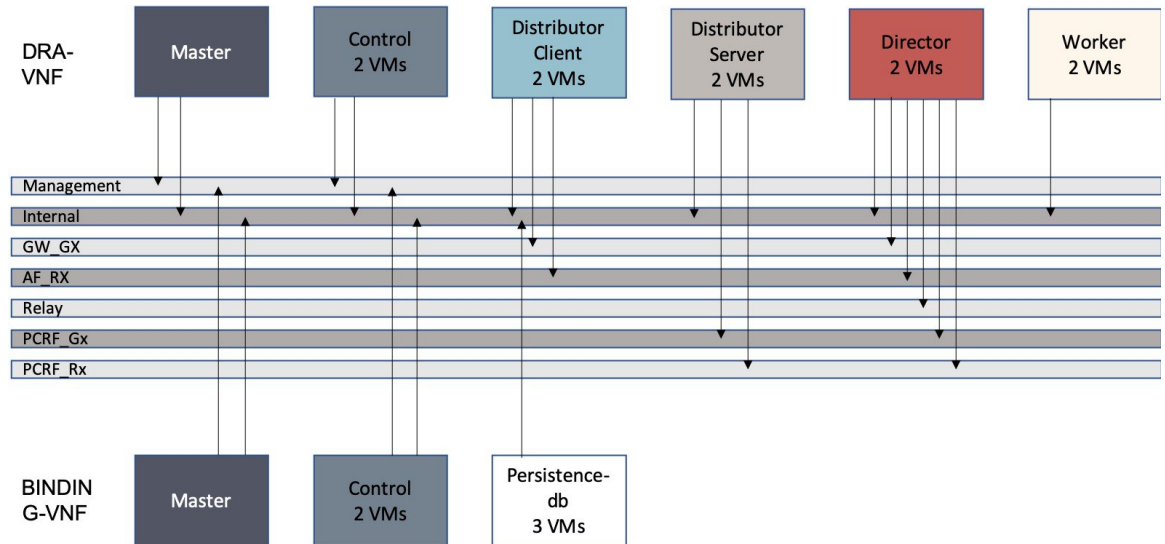 DRA-
VNF
Master
Control
2 VMs
Distributor
Client
2 VMs
Distributor
Server
2 VMs
Director
2 VMs
Worker
2 VMs
Management
Internal
GW_GX
AF_RX
Relay
PCRF_Gx
PCRF_Rx
BINDIN
G-VNF
Master
Control
2 VMs
Persistence-
db
3 VMs